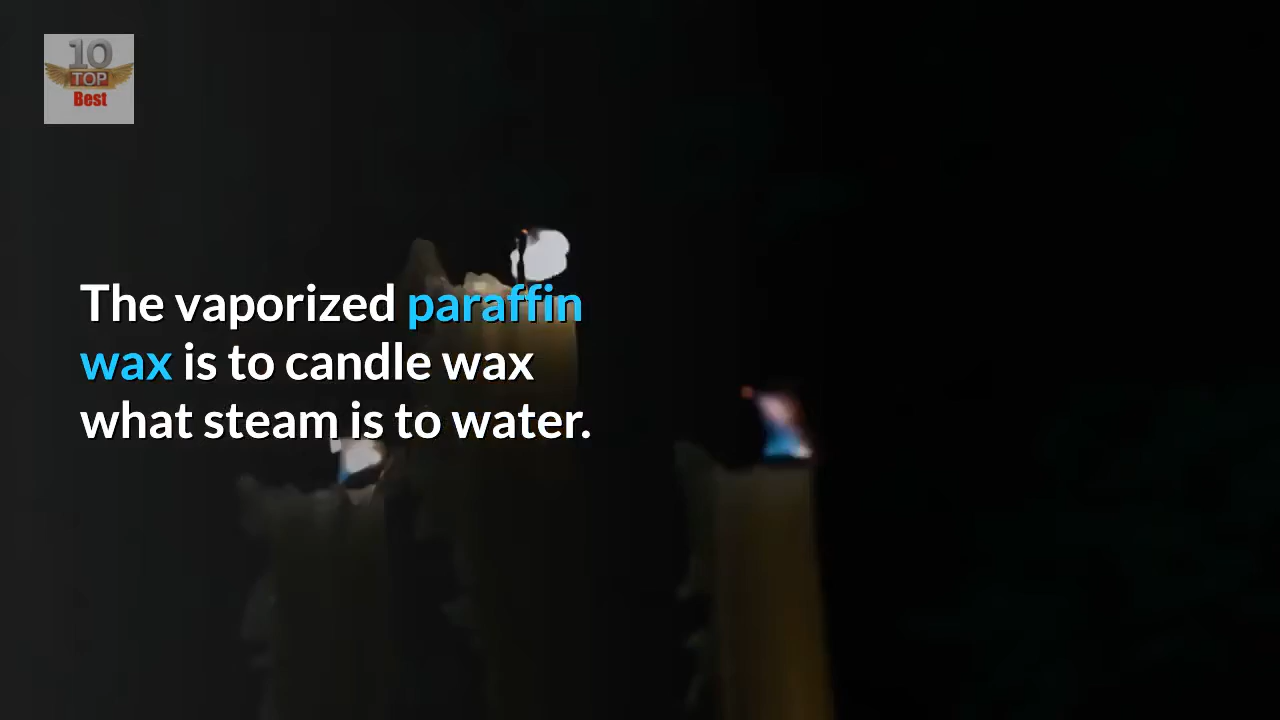 10
TOP
Best
The vaporized paraffin
wax is to candle wax
what steam is to water.